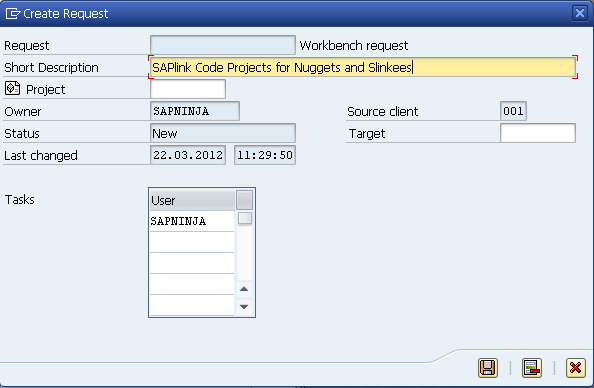 Create Request
Request Workbench request
Short Description SAPlink Code Projects for Nuggets and Slinkees
Project
Owner SAPNINJA Source client 001
Status New Target
Last changed 22.03.2012 11:29:50
Tasks User
SAPNINJA